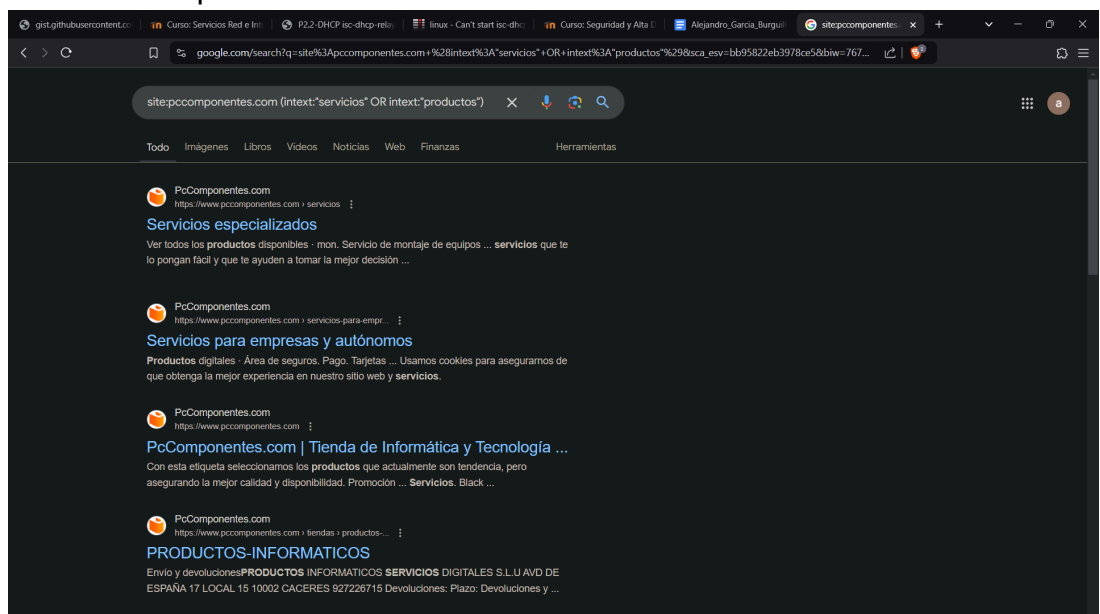 gist.githubusercontent.co
Curso: Servicios Red e Int
P2.2-DHCP isc-dhcp-relay
linux - Can't start isc-dhc
Curso: Seguridad y Alta D
Alejandro_Garcia_Burguil
site:pccomponentes.
google.com/search?q=site%3Apccomponentes.com+%28intext%3A"servicios"+OR+intext%3A"productos"%29&sca_esv=bb95822eb3978ce5&biw=767...
site:pccomponentes.com (intext:"servicios" OR intext:"productos")
a
Todo Imágenes Libros Vídeos Noticias Web Finanzas Herramientas
PcComponentes.com
https://www.pccomponentes.com › servicios
Servicios especializados
Ver todos los productos disponibles · mon. Servicio de montaje de equipos ... servicios que te
lo pongan fácil y que te ayuden a tomar la mejor decisión ...
PcComponentes.com
https://www.pccomponentes.com › servicios-para-empr...
Servicios para empresas y autónomos
Productos digitales · Área de seguros. Pago. Tarjetas ... Usamos cookies para asegurarnos de
que obtenga la mejor experiencia en nuestro sitio web y servicios.
PcComponentes.com
https://www.pccomponentes.com
PcComponentes.com | Tienda de Informática y Tecnología ...
Con esta etiqueta seleccionamos los productos que actualmente son tendencia, pero
asegurando la mejor calidad y disponibilidad. Promoción ... Servicios. Black ...
PcComponentes.com
https://www.pccomponentes.com › tiendas › productos-...
PRODUCTOS-INFORMATICOS
Envío y devolucionesPRODUCTOS INFORMATICOS SERVICIOS DIGITALES S.L.U AVD DE
ESPAÑA 17 LOCAL 15 10002 CACERES 927226715 Devoluciones: Plazo: Devoluciones y ...